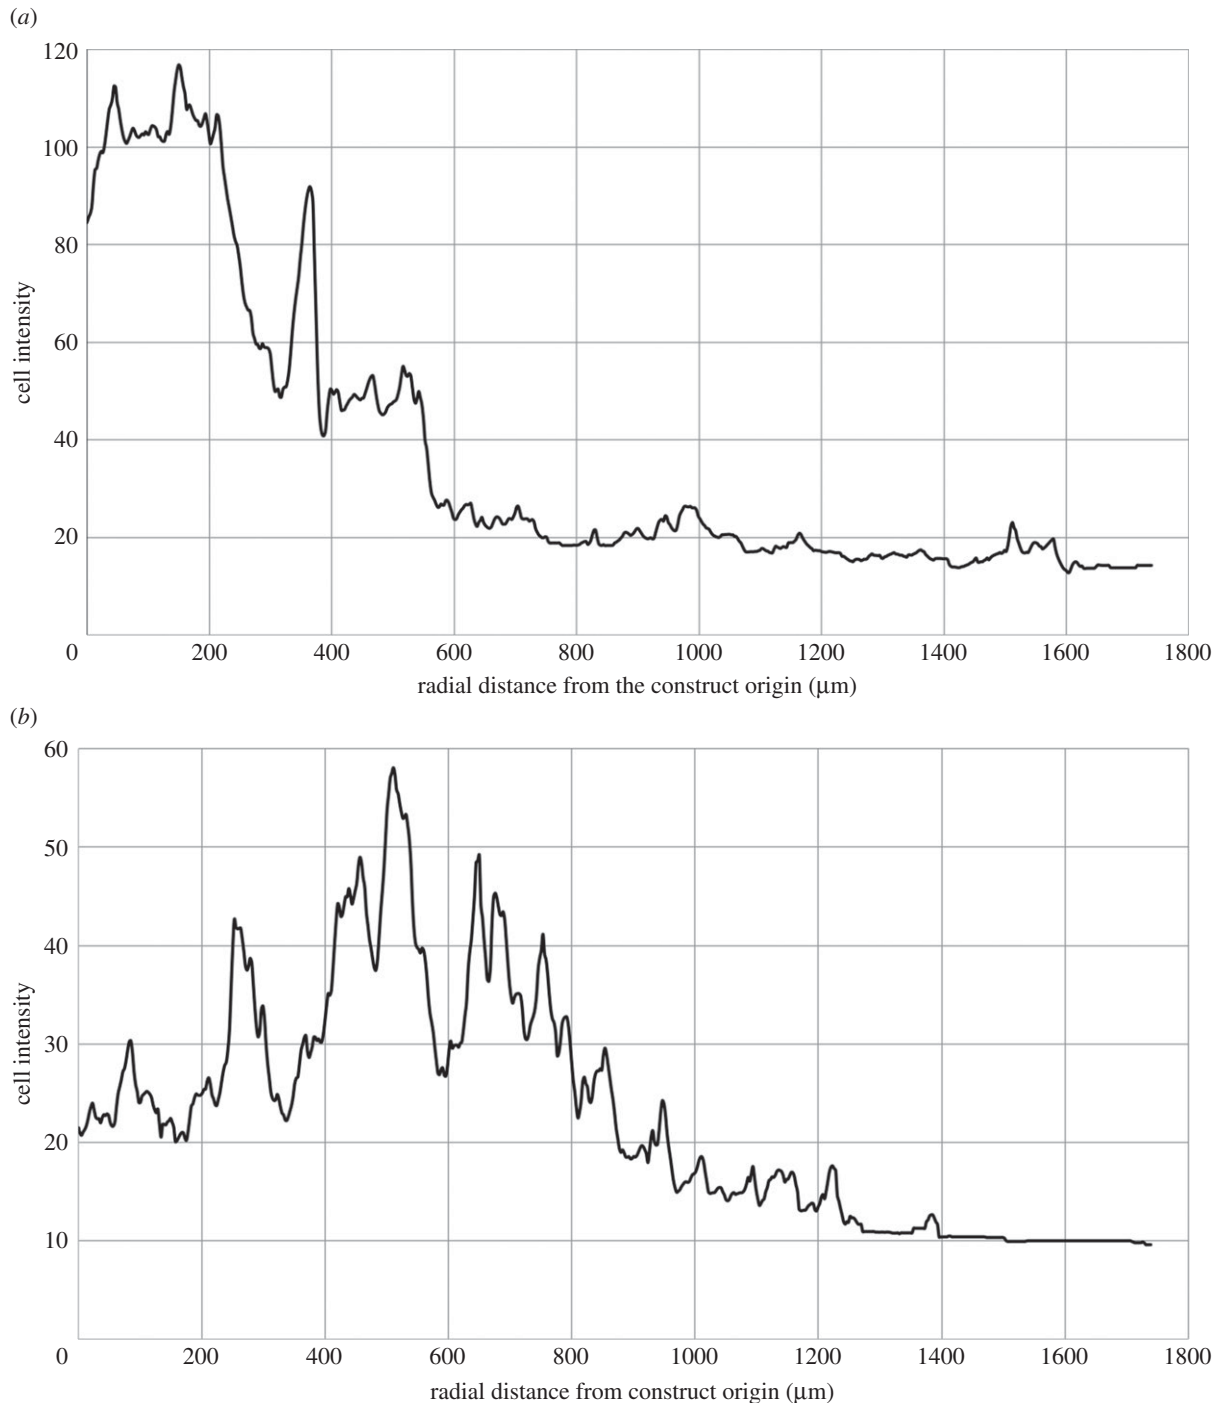 (a)
120
100
80
60
40
20
cell intensity
0 200 400 600 800 1000 1200 1400 1600 1800
radial distance from the construct origin (μm)
(b)
60
50
40
30
20
10
cell intensity
0 200 400 600 800 1000 1200 1400 1600 1800
radial distance from construct origin (μm)